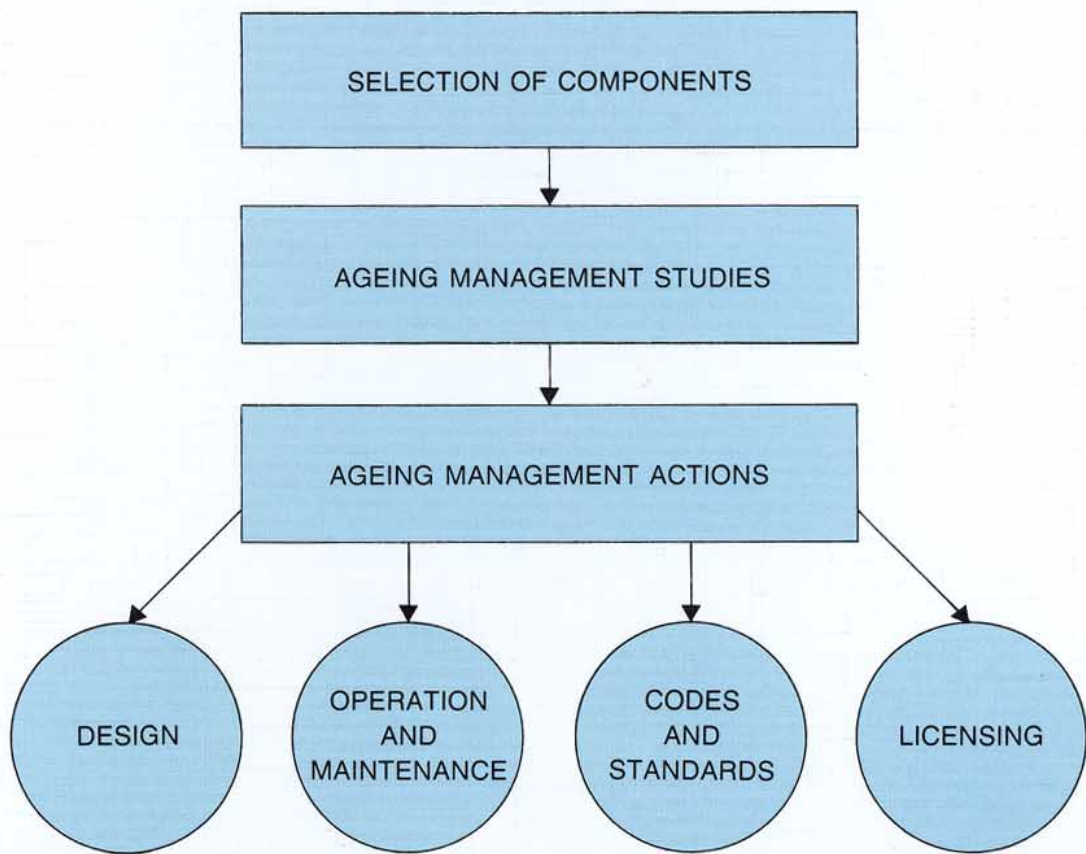 SELECTION OF COMPONENTS
AGEING MANAGEMENT STUDIES
AGEING MANAGEMENT ACTIONS
DESIGN
OPERATION
AND
MAINTENANCE
CODES
AND
STANDARDS
LICENSING